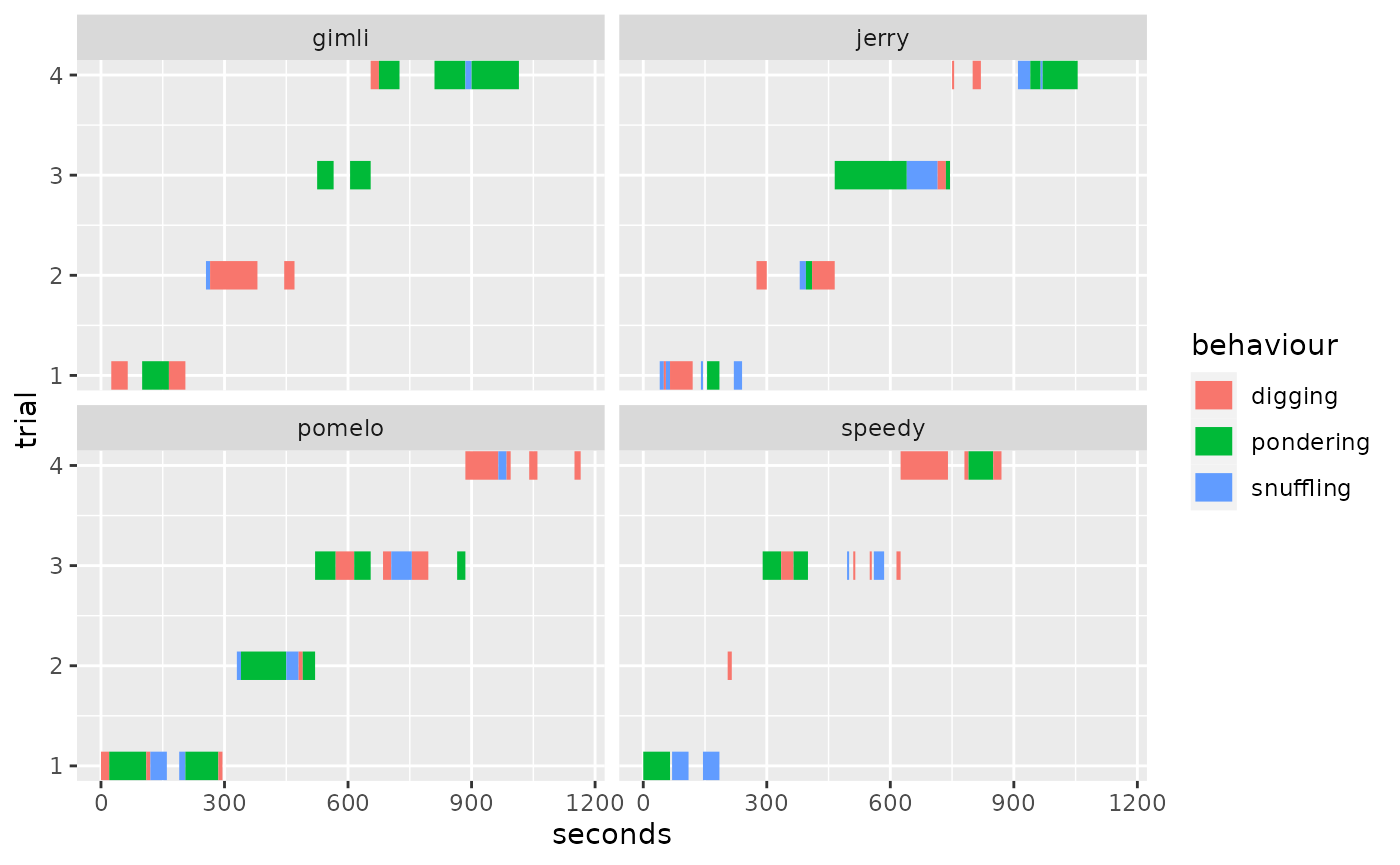 gimli
jerry
4
3
2
1
pomelo
speedy
4
3
2
1
0 300 600 900 1200
0 300 600 900 1200
seconds
trial
behaviour
digging
pondering
snuffling